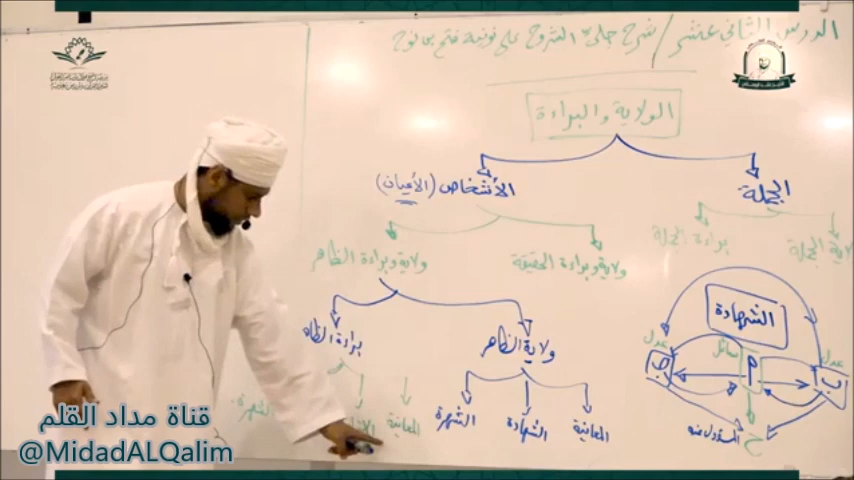 الدرس الثاني عشر / شرح جليّ الشروح على نونية فتح بن نوح
الولاية والبراءة
الجملة
الأشخاص (الأعيان)
ولاية الجملة
براءة الجملة
ولاية وبراءة الحقيقة
ولاية وبراءة الظاهر
الشهادة
ولاية الظاهر
براءة الظاهر
عدل
سائل
عدل
ب
م
ج
المعاينة
الشهادة
الشهرة
المعاينة
الشهرة
المسؤول عنه
ح
قناة مداد القلم
@MidadALQalim